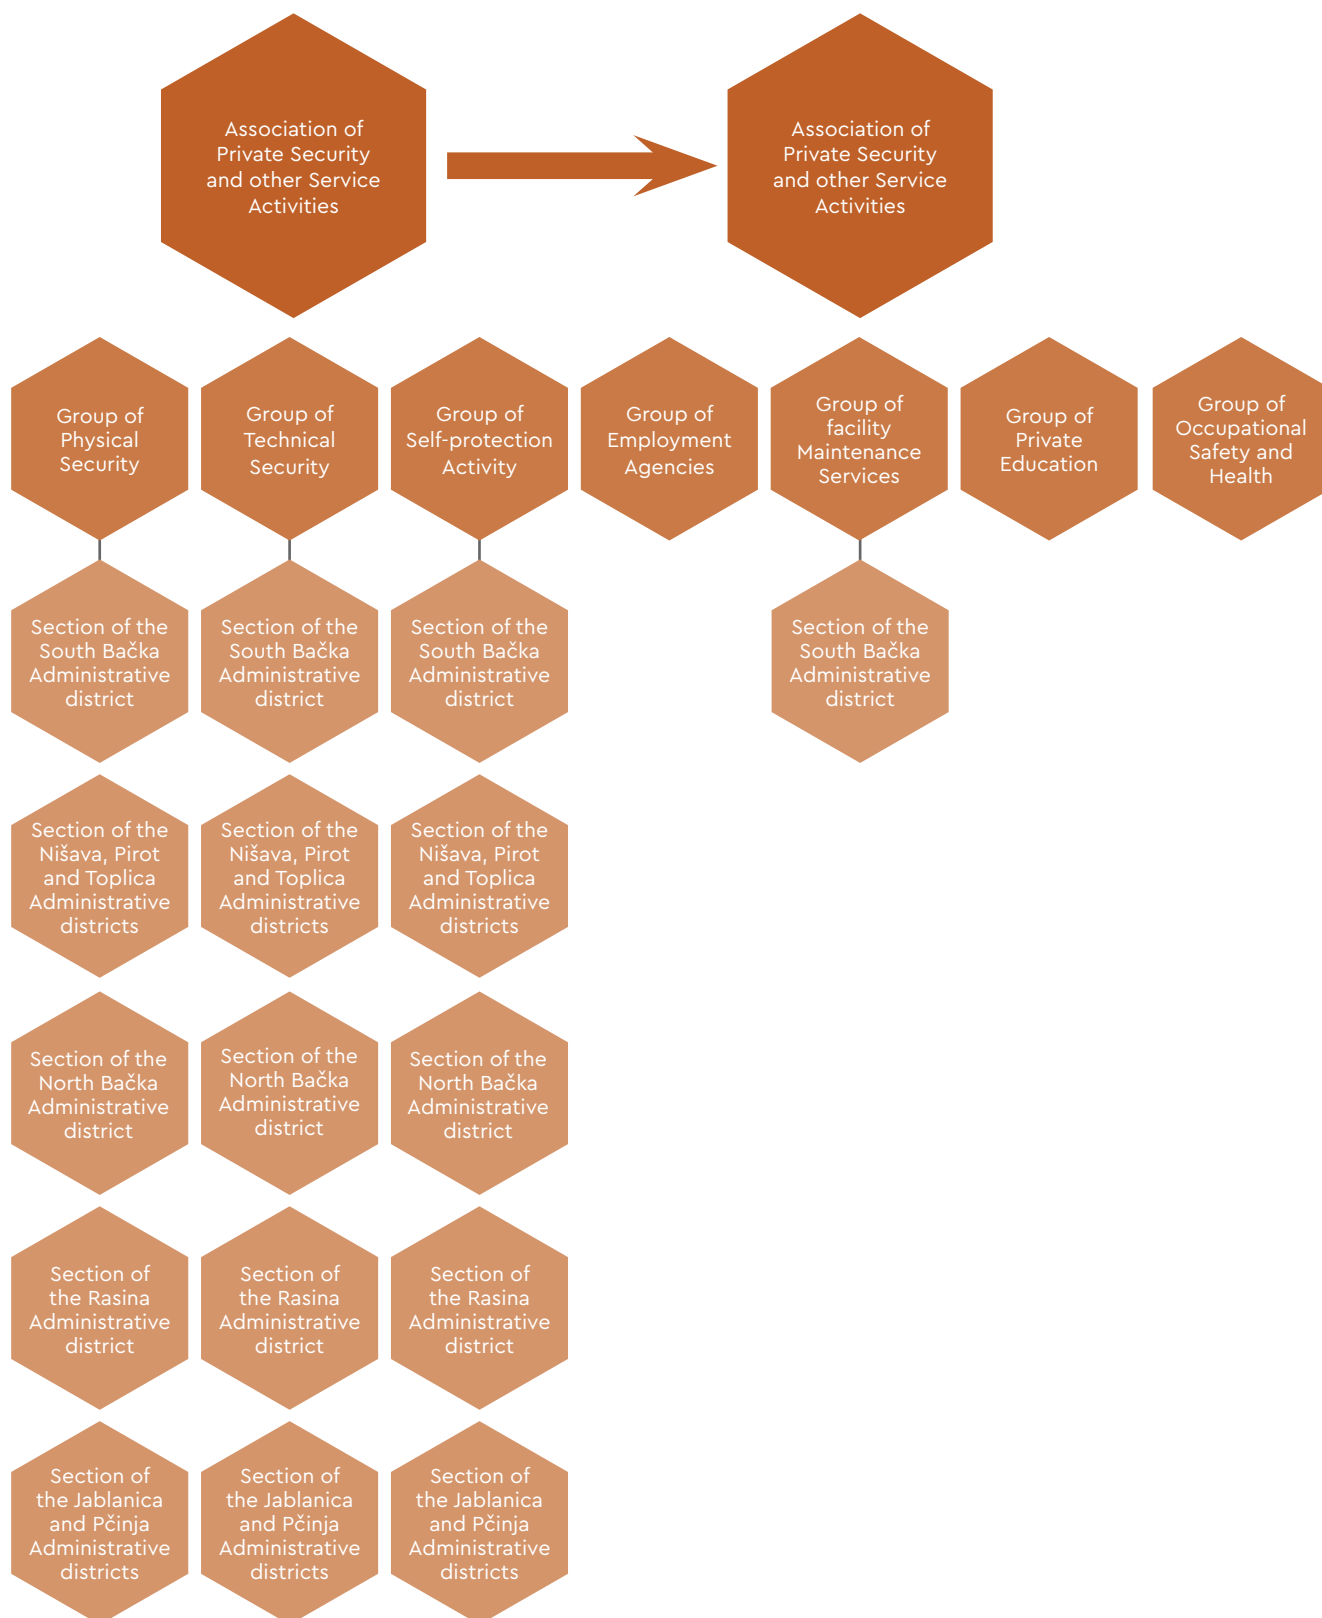 Association of
Private Security
and other Service
Activities
Association of
Private Security
and other Service
Activities
Group of
Physical
Security
Group of
Technical
Security
Group of
Self-protection
Activity
Group of
Employment
Agencies
Group of
facility
Maintenance
Services
Group of
Private
Education
Group of
Occupational
Safety and
Health
Section of the
South Bačka
Administrative
district
Section of the
South Bačka
Administrative
district
Section of the
South Bačka
Administrative
district
Section of the
South Bačka
Administrative
district
Section of the
Nišava, Pirot
and Toplica
Administrative
districts
Section of the
Nišava, Pirot
and Toplica
Administrative
districts
Section of the
Nišava, Pirot
and Toplica
Administrative
districts
Section of the
North Bačka
Administrative
district
Section of the
North Bačka
Administrative
district
Section of the
North Bačka
Administrative
district
Section of
the Rasina
Administrative
district
Section of
the Rasina
Administrative
district
Section of
the Rasina
Administrative
district
Section of
the Jablanica
and Pčinja
Administrative
districts
Section of
the Jablanica
and Pčinja
Administrative
districts
Section of
the Jablanica
and Pčinja
Administrative
districts